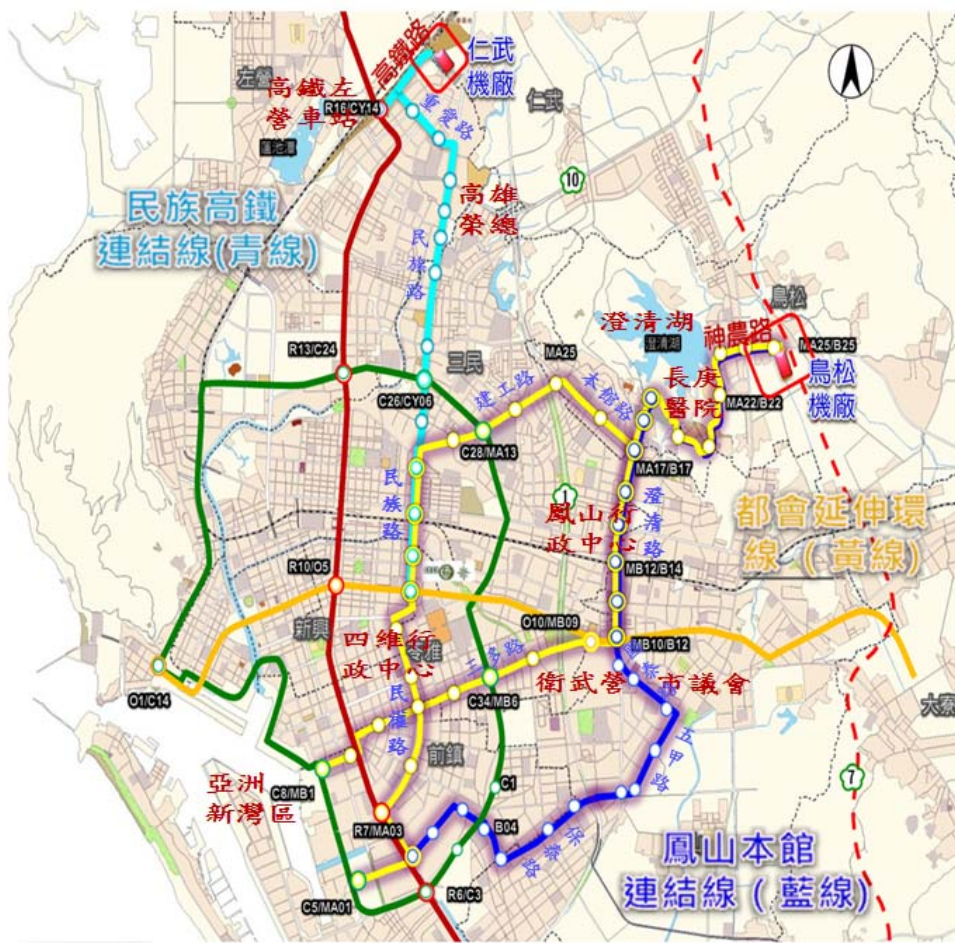 高鐵路
仁武
機廠
左營
高鐵左
營車站
R16/CY14
重愛路
仁武
蓮池潭
10
民族高鐵
連結線(青線)
高雄
榮總
民族路
鳥松
澄清湖
澄清湖
神農路
R13/C24
三民
MA25
MA25/B25
鳥松
機廠
長庚
醫院
MA22/B22
C26/CY06
建工路
本館路
C28/MA13
MA17/B17
民族路
1
鳳山行
政中心
澄清路
都會延伸環
線 ( 黃線)
MB12/B14
R10/O5
新興
四維行
政中心
苓雅
三多路
O10/MB09
MB10/B12
衛武營
市議會
大寮
O1/C14
C34/MB6
民權路
五甲路
前鎮
7
亞洲
新灣區
C8/MB1
C1
R7/MA03
B04
保泰路
鳳山本館
連結線 ( 藍線)
C5/MA01
R6/C3